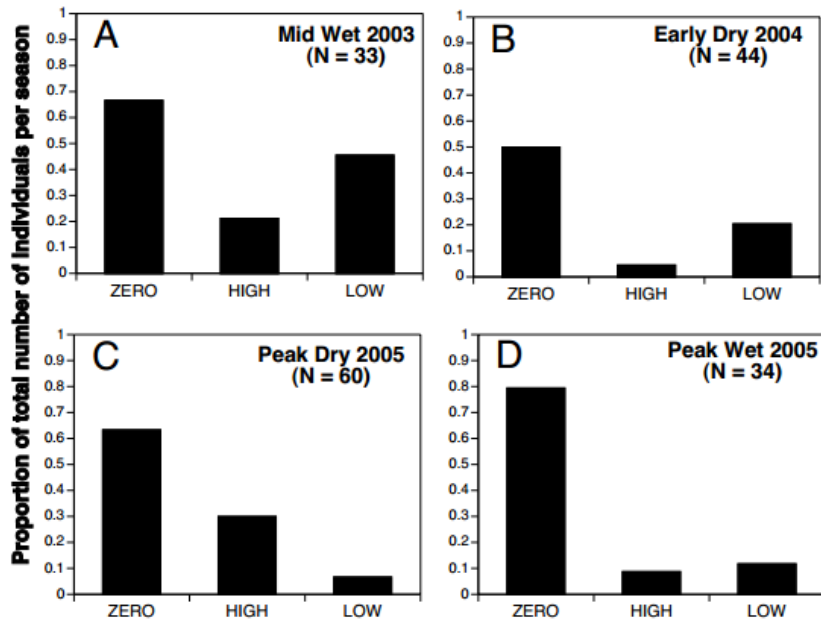 Proportion of total number of individuals per season
A
Mid Wet 2003
(N = 33)
1
0.9
0.8
0.7
0.6
0.5
0.4
0.3
0.2
0.1
0
ZERO HIGH LOW
B
Early Dry 2004
(N = 44)
1
0.9
0.8
0.7
0.6
0.5
0.4
0.3
0.2
0.1
0
ZERO HIGH LOW
C
Peak Dry 2005
(N = 60)
1
0.9
0.8
0.7
0.6
0.5
0.4
0.3
0.2
0.1
0
ZERO HIGH LOW
D
Peak Wet 2005
(N = 34)
1
0.9
0.8
0.7
0.6
0.5
0.4
0.3
0.2
0.1
0
ZERO HIGH LOW